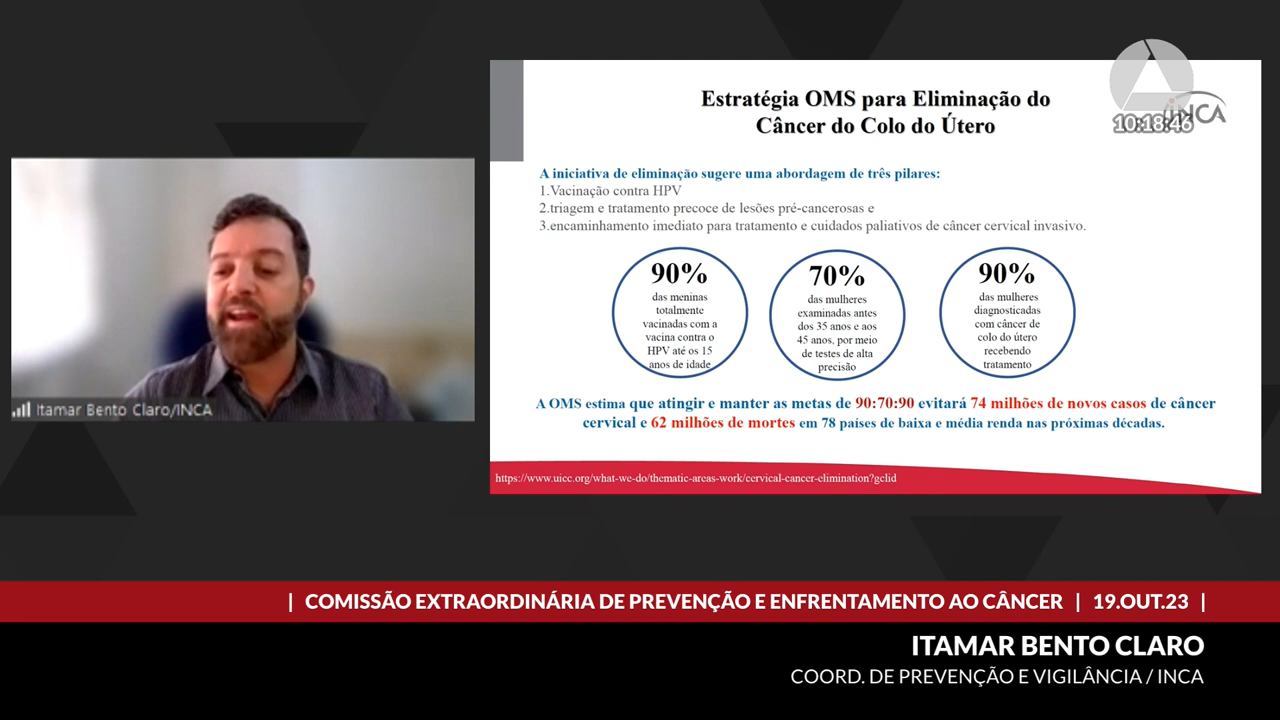 Estratégia OMS para Eliminação do
Câncer do Colo do Útero
INCA
10:18:46
A iniciativa de eliminação sugere uma abordagem de três pilares:
1.Vacinação contra HPV
2.triagem e tratamento precoce de lesões pré-cancerosas e
3.encaminhamento imediato para tratamento e cuidados paliativos de câncer cervical invasivo.
90%
das meninas
totalmente
vacinadas com a
vacina contra o
HPV até os 15
anos de idade
70%
das mulheres
examinadas antes
dos 35 anos e aos
45 anos, por meio
de testes de alta
precisão
90%
das mulheres
diagnosticadas
com câncer de
colo do útero
recebendo
tratamento
A OMS estima que atingir e manter as metas de 90:70:90 evitará 74 milhões de novos casos de câncer
cervical e 62 milhões de mortes em 78 países de baixa e média renda nas próximas décadas.
https://www.uicc.org/what-we-do/thematic-areas-work/cervical-cancer-elimination?gclid
Itamar Bento Claro/INCA
| COMISSÃO EXTRAORDINÁRIA DE PREVENÇÃO E ENFRENTAMENTO AO CÂNCER | 19.OUT.23 |
ITAMAR BENTO CLARO
COORD. DE PREVENÇÃO E VIGILÂNCIA / INCA